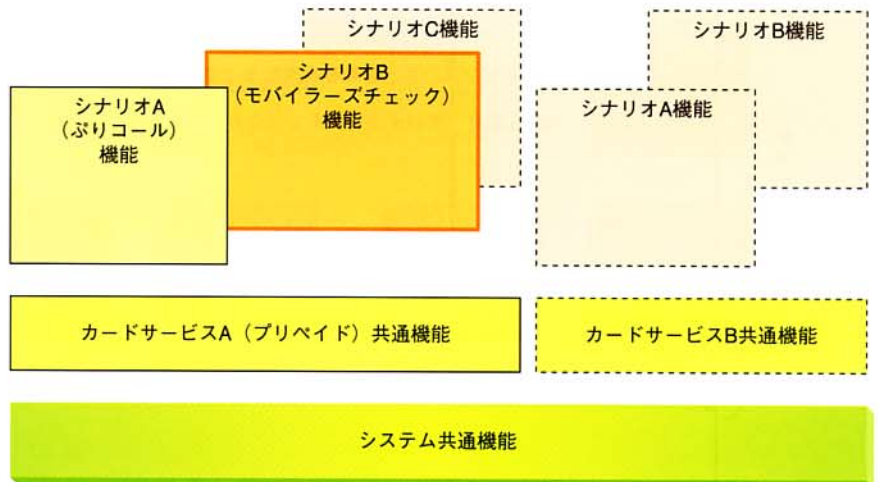 シナリオC機能
シナリオB機能
シナリオB
（モバイラーズチェック）
機能
シナリオA
（ぷりコール）
機能
シナリオA機能
カードサービスA（プリペイド）共通機能
カードサービスB共通機能
システム共通機能